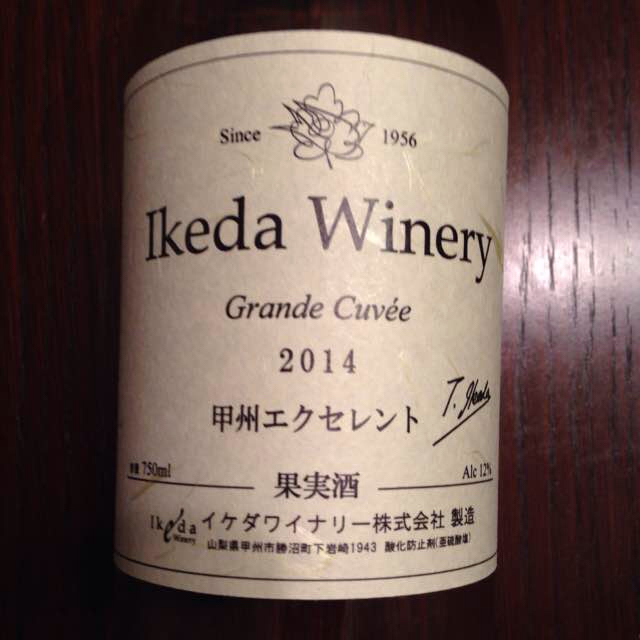 Since 1956
Ikeda Winery
Grande Cuvée
2014
甲州エクセレント
T. Ikeda
容量 750ml
Alc 12%
果実酒
Ikeda Winery イケダワイナリー株式会社 製造
山梨県甲州市勝沼町下岩崎1943 酸化防止剤(亜硫酸塩)